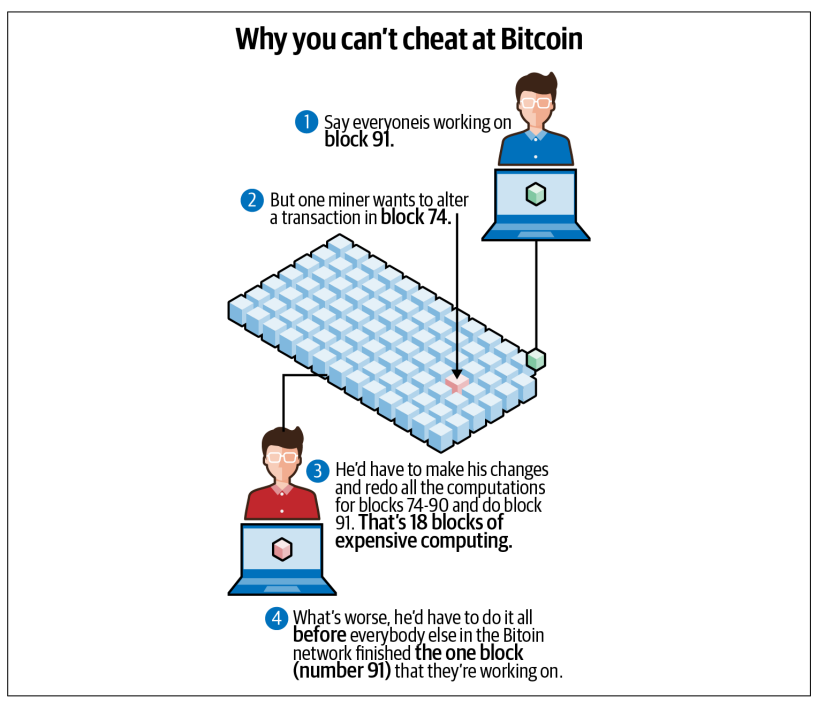 Why you can't cheat at Bitcoin
1 Say everyoneis working on
block 91.
2 But one miner wants to alter
a transaction in block 74.
3 He'd have to make his changes
and redo all the computations
for blocks 74-90 and do block
91. That's 18 blocks of
expensive computing.
4 What's worse, he'd have to do it all
before everybody else in the Bitoin
network finished the one block
(number 91) that they're working on.